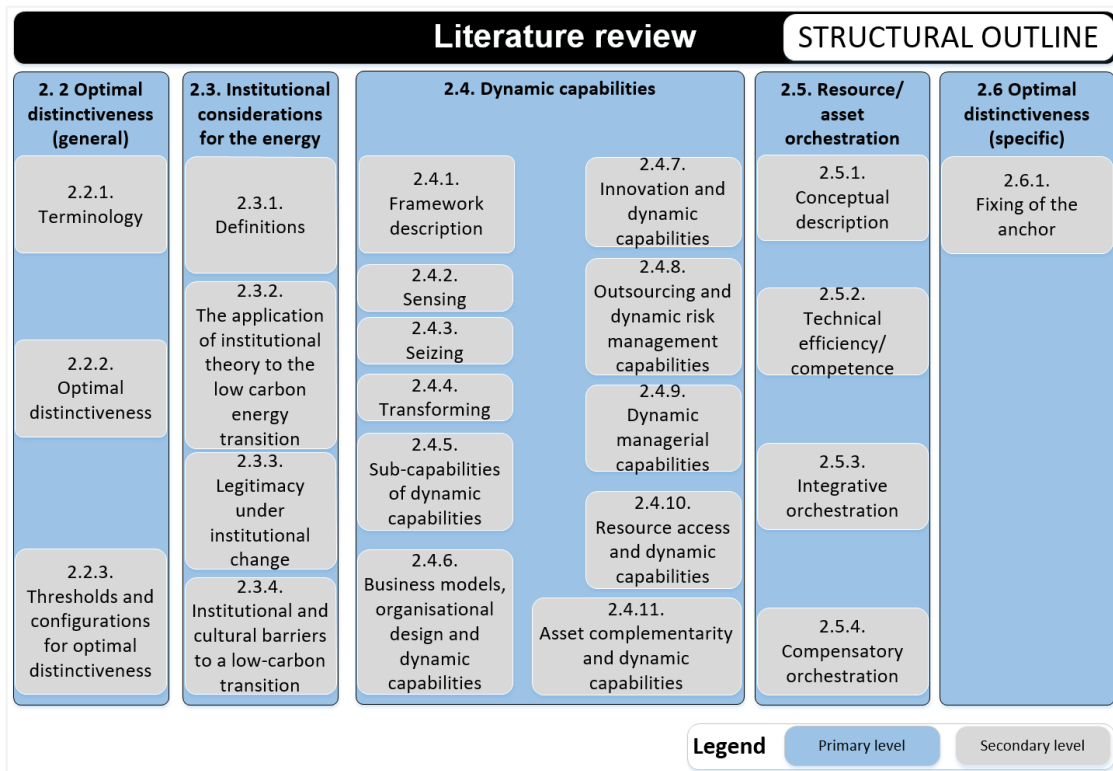 Literature review
STRUCTURAL OUTLINE
2. 2 Optimal
distinctiveness
(general)
2.2.1.
Terminology
2.2.2.
Optimal
distinctiveness
2.2.3.
Thresholds and
configurations
for optimal
distinctiveness
2.3. Institutional
considerations
for the energy
2.3.1.
Definitions
2.3.2.
The application
of institutional
theory to the
low carbon
energy
transition
2.3.3.
Legitimacy
under
institutional
change
2.3.4.
Institutional and
cultural barriers
to a low-carbon
transition
2.4. Dynamic capabilities
2.4.1.
Framework
description
2.4.2.
Sensing
2.4.3.
Seizing
2.4.4.
Transforming
2.4.5.
Sub-capabilities
of dynamic
capabilities
2.4.6.
Business models,
organisational
design and
dynamic
capabilities
2.4.7.
Innovation and
dynamic
capabilities
2.4.8.
Outsourcing and
dynamic risk
management
capabilities
2.4.9.
Dynamic
managerial
capabilities
2.4.10.
Resource access
and dynamic
capabilities
2.4.11.
Asset complementarity
and dynamic
capabilities
2.5. Resource/
asset
orchestration
2.5.1.
Conceptual
description
2.5.2.
Technical
efficiency/
competence
2.5.3.
Integrative
orchestration
2.5.4.
Compensatory
orchestration
2.6 Optimal
distinctiveness
(specific)
2.6.1.
Fixing of the
anchor
Legend
Primary level
Secondary level